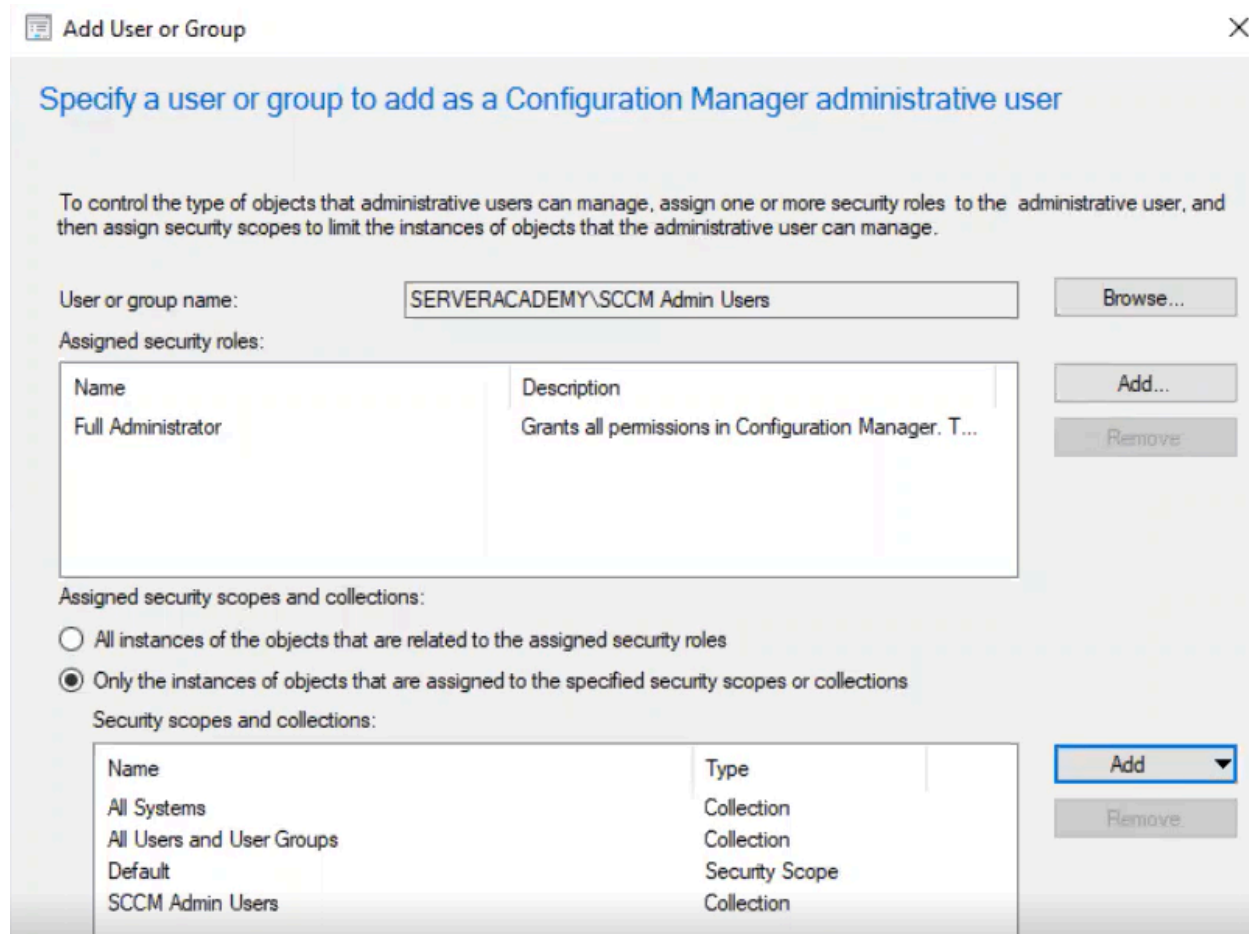 Add User or Group
Specify a user or group to add as a Configuration Manager administrative user
To control the type of objects that administrative users can manage, assign one or more security roles to the administrative user, and
then assign security scopes to limit the instances of objects that the administrative user can manage.
User or group name:
SERVERACADEMY\SCCM Admin Users
Browse...
Assigned security roles:
Name Description
Add...
Full Administrator Grants all permissions in Configuration Manager. T...
Remove
Assigned security scopes and collections:
All instances of the objects that are related to the assigned security roles
Only the instances of objects that are assigned to the specified security scopes or collections
Security scopes and collections:
Name Type
Add
All Systems Collection
Remove
All Users and User Groups Collection
Default Security Scope
SCCM Admin Users Collection